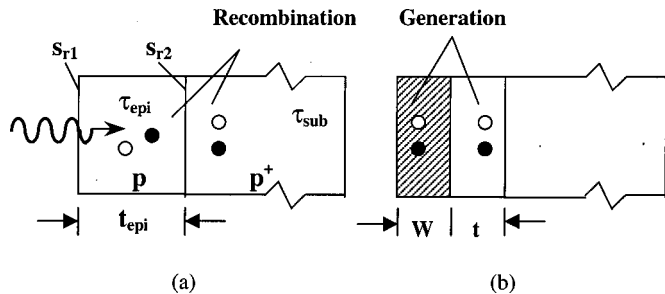 Recombination
Generation
s_r1
s_r2
τ_epi
τ_sub
p
p⁺
t_epi
W
t
(a)
(b)